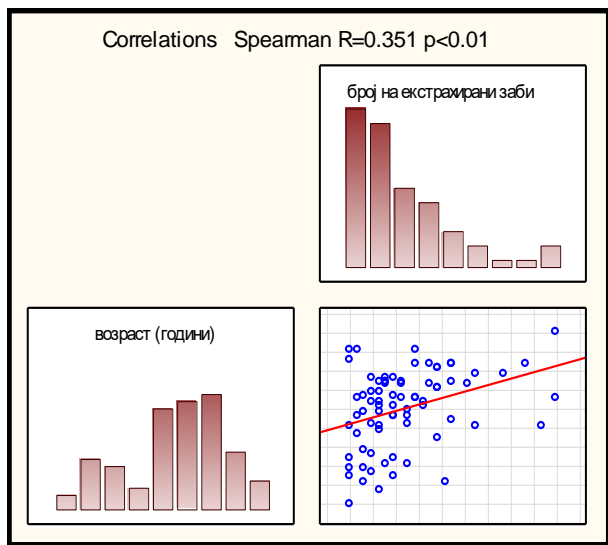 Correlations Spearman R=0.351 p<0.01
број на екстрахирани заби
возраст (години)